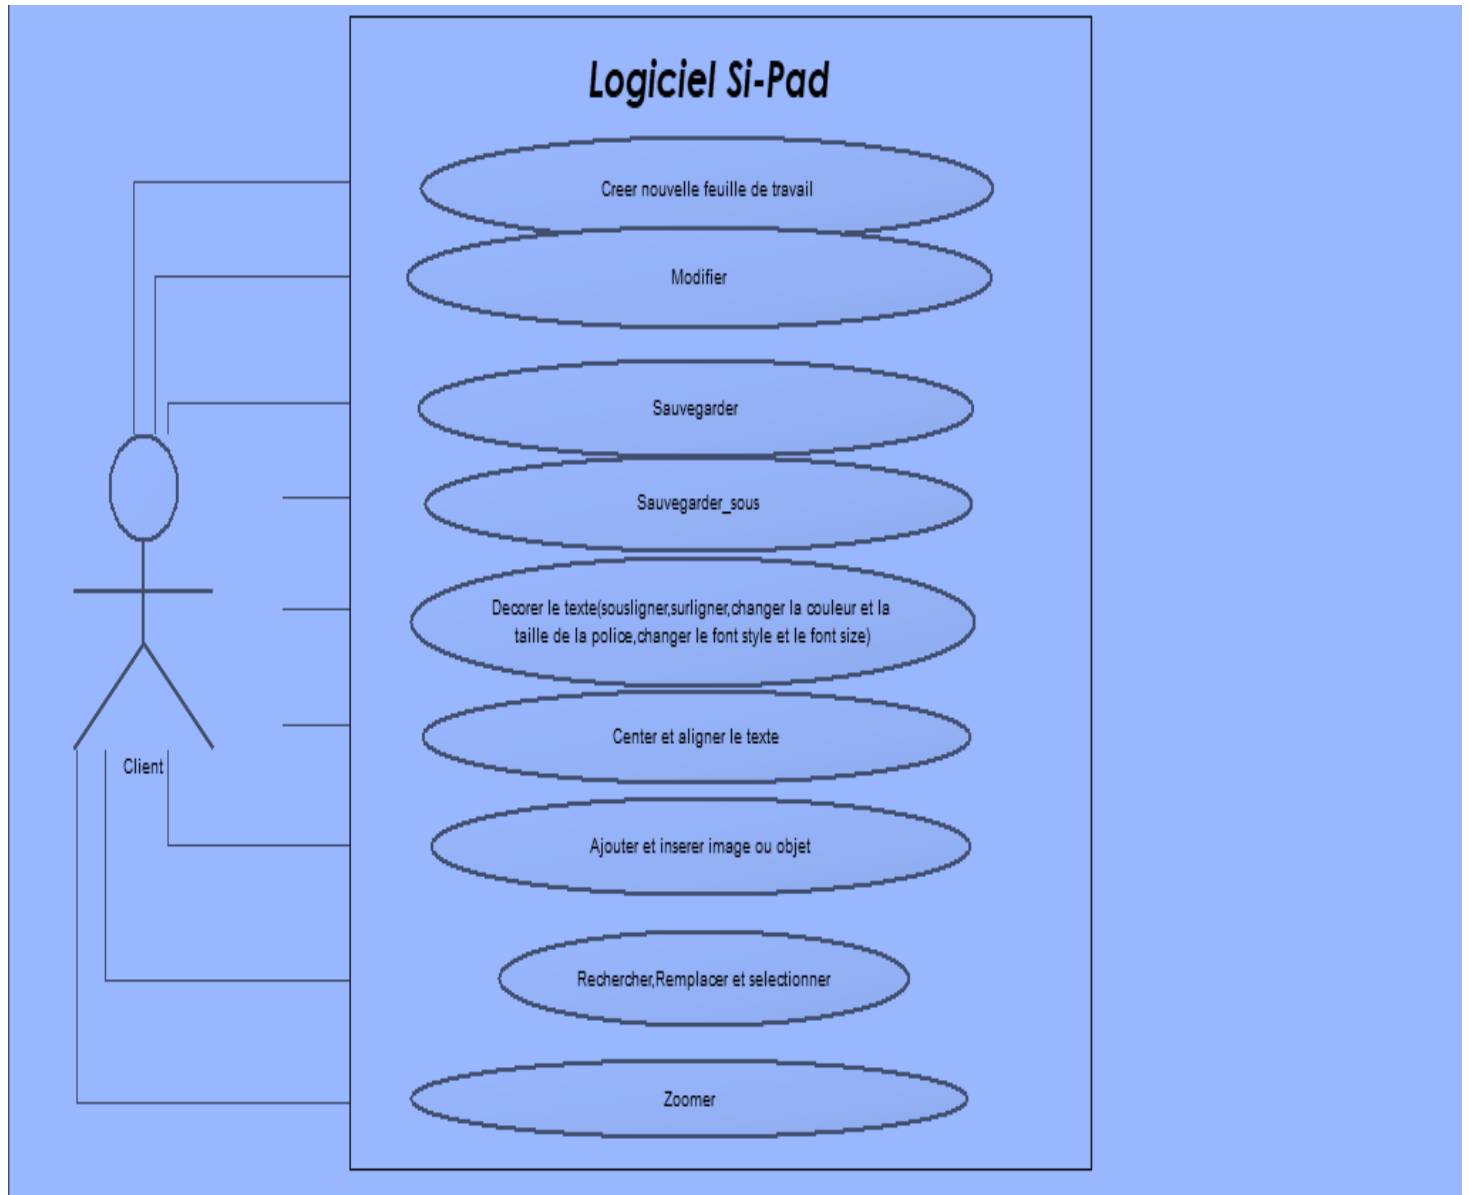 Logiciel Si-Pad
Creer nouvelle feuille de travail
Modifier
Sauvegarder
Sauvegarder_sous
Decorer le texte(sousligner,surligner,changer la couleur et la
taille de la police,changer le font style et le font size)
Center et aligner le texte
Client
Ajouter et inserer image ou objet
Rechercher,Remplacer et selectionner
Zoomer